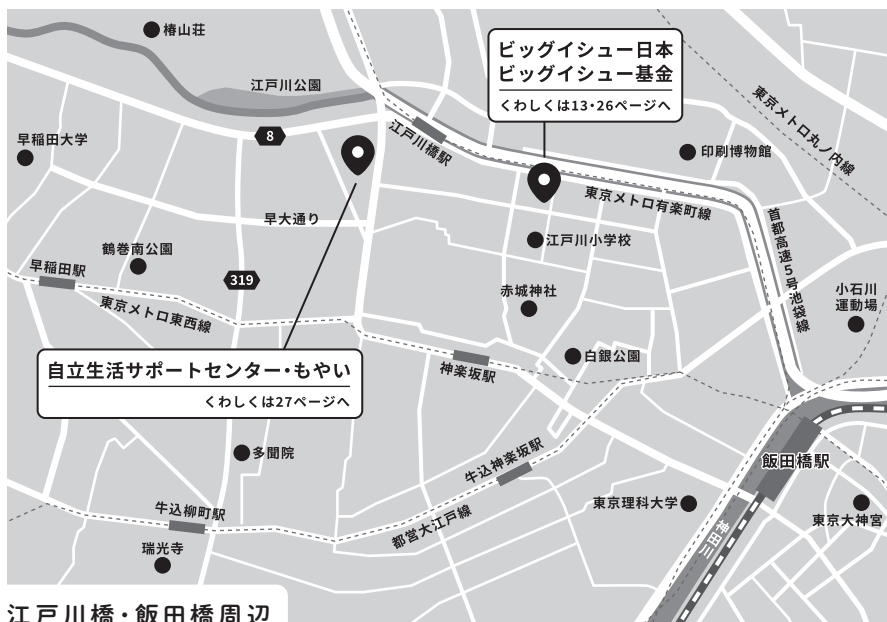 椿山荘
ビッグイシュー日本
ビッグイシュー基金
くわしくは13・26ページへ
江戸川公園
東京メトロ丸ノ内線
早稲田大学
8
江戸川橋駅
印刷博物館
東京メトロ有楽町線
早大通り
首都高速5号池袋線
江戸川小学校
鶴巻南公園
早稲田駅
319
東京メトロ東西線
赤城神社
小石川
運動場
自立生活サポートセンター・もやい
くわしくは27ページへ
神楽坂駅
白銀公園
多聞院
牛込神楽坂駅
飯田橋駅
牛込柳町駅
都営大江戸線
東京理科大学
東京大神宮
神田川
瑞光寺
江戸川橋・飯田橋周辺